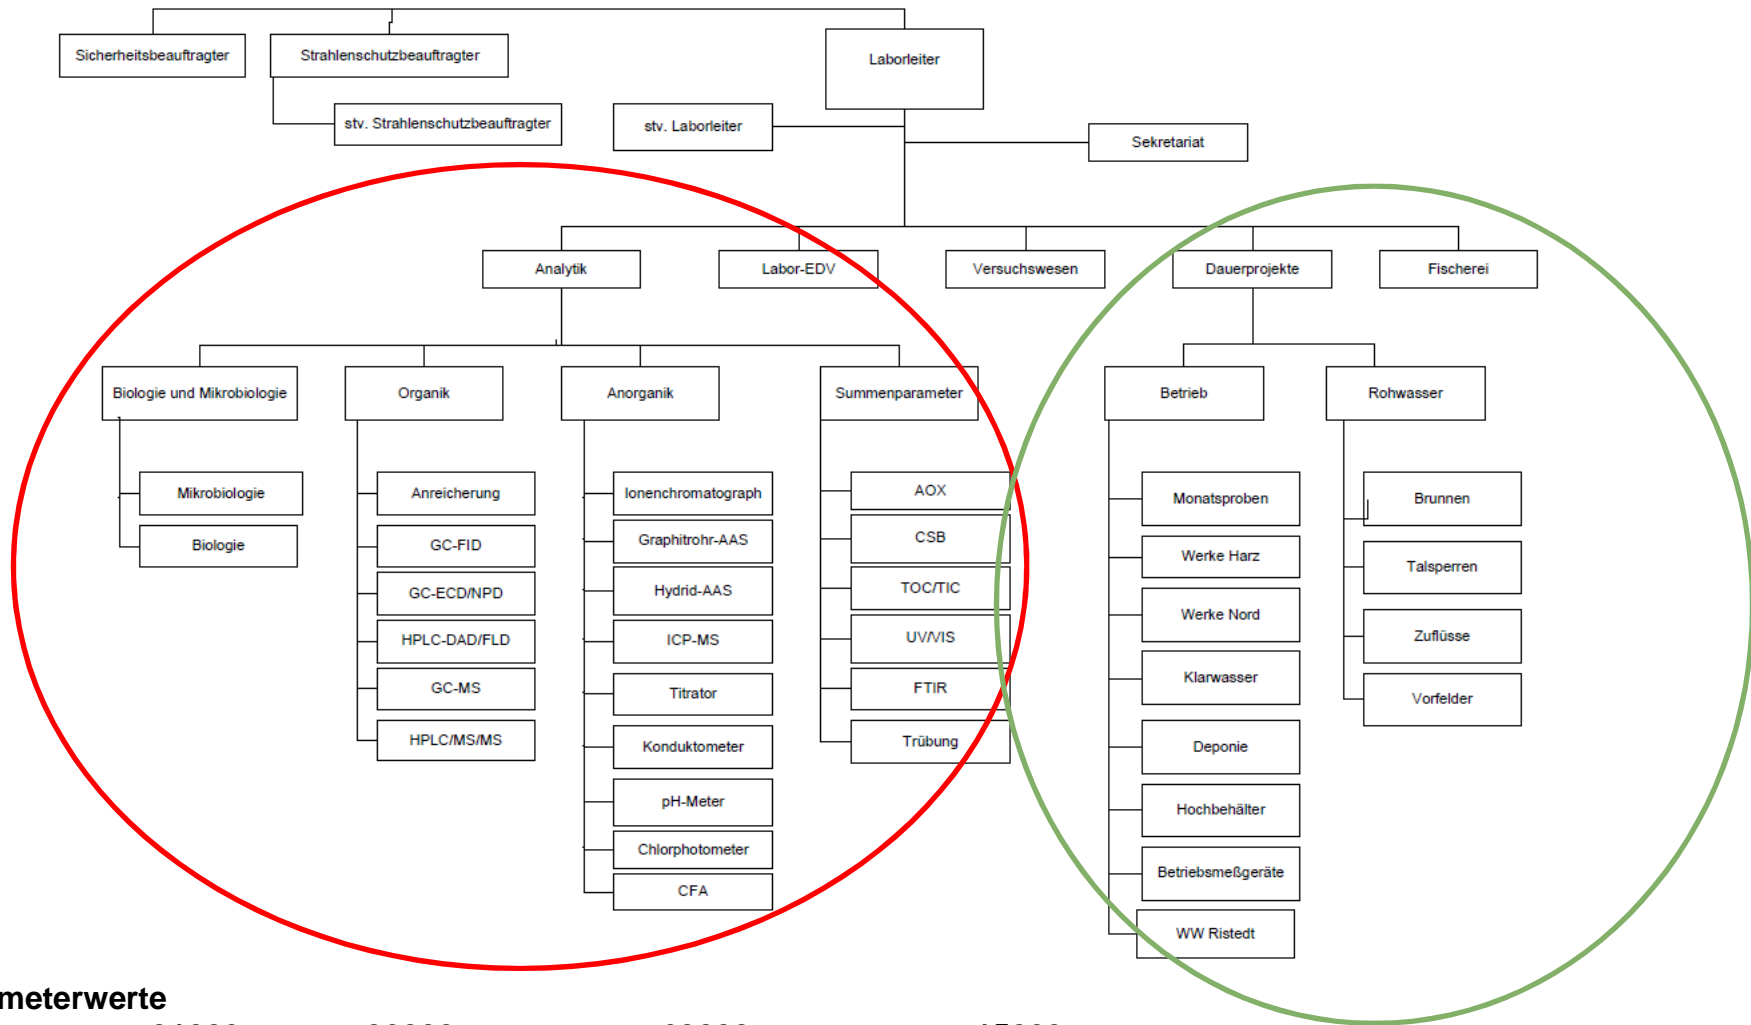 Sicherheitsbeauftragter
Strahlenschutzbeauftragter
Laborleiter
stv. Strahlenschutzbeauftragter
stv. Laborleiter
Sekretariat
Analytik
Labor-EDV
Versuchswesen
Dauerprojekte
Fischerei
Biologie und Mikrobiologie
Organik
Anorganik
Summenparameter
Betrieb
Rohwasser
Mikrobiologie
Biologie
Anreicherung
GC-FID
GC-ECD/NPD
HPLC-DAD/FLD
GC-MS
HPLC/MS/MS
Ionenchromatograph
Graphitrohr-AAS
Hydrid-AAS
ICP-MS
Titrator
Konduktometer
pH-Meter
Chlorphotometer
CFA
AOX
CSB
TOC/TIC
UV/VIS
FTIR
Trübung
Monatsproben
Werke Harz
Werke Nord
Klarwasser
Deponie
Hochbehälter
Betriebsmeßgeräte
WW Ristedt
Brunnen
Talsperren
Zuflüsse
Vorfelder
meterwerte